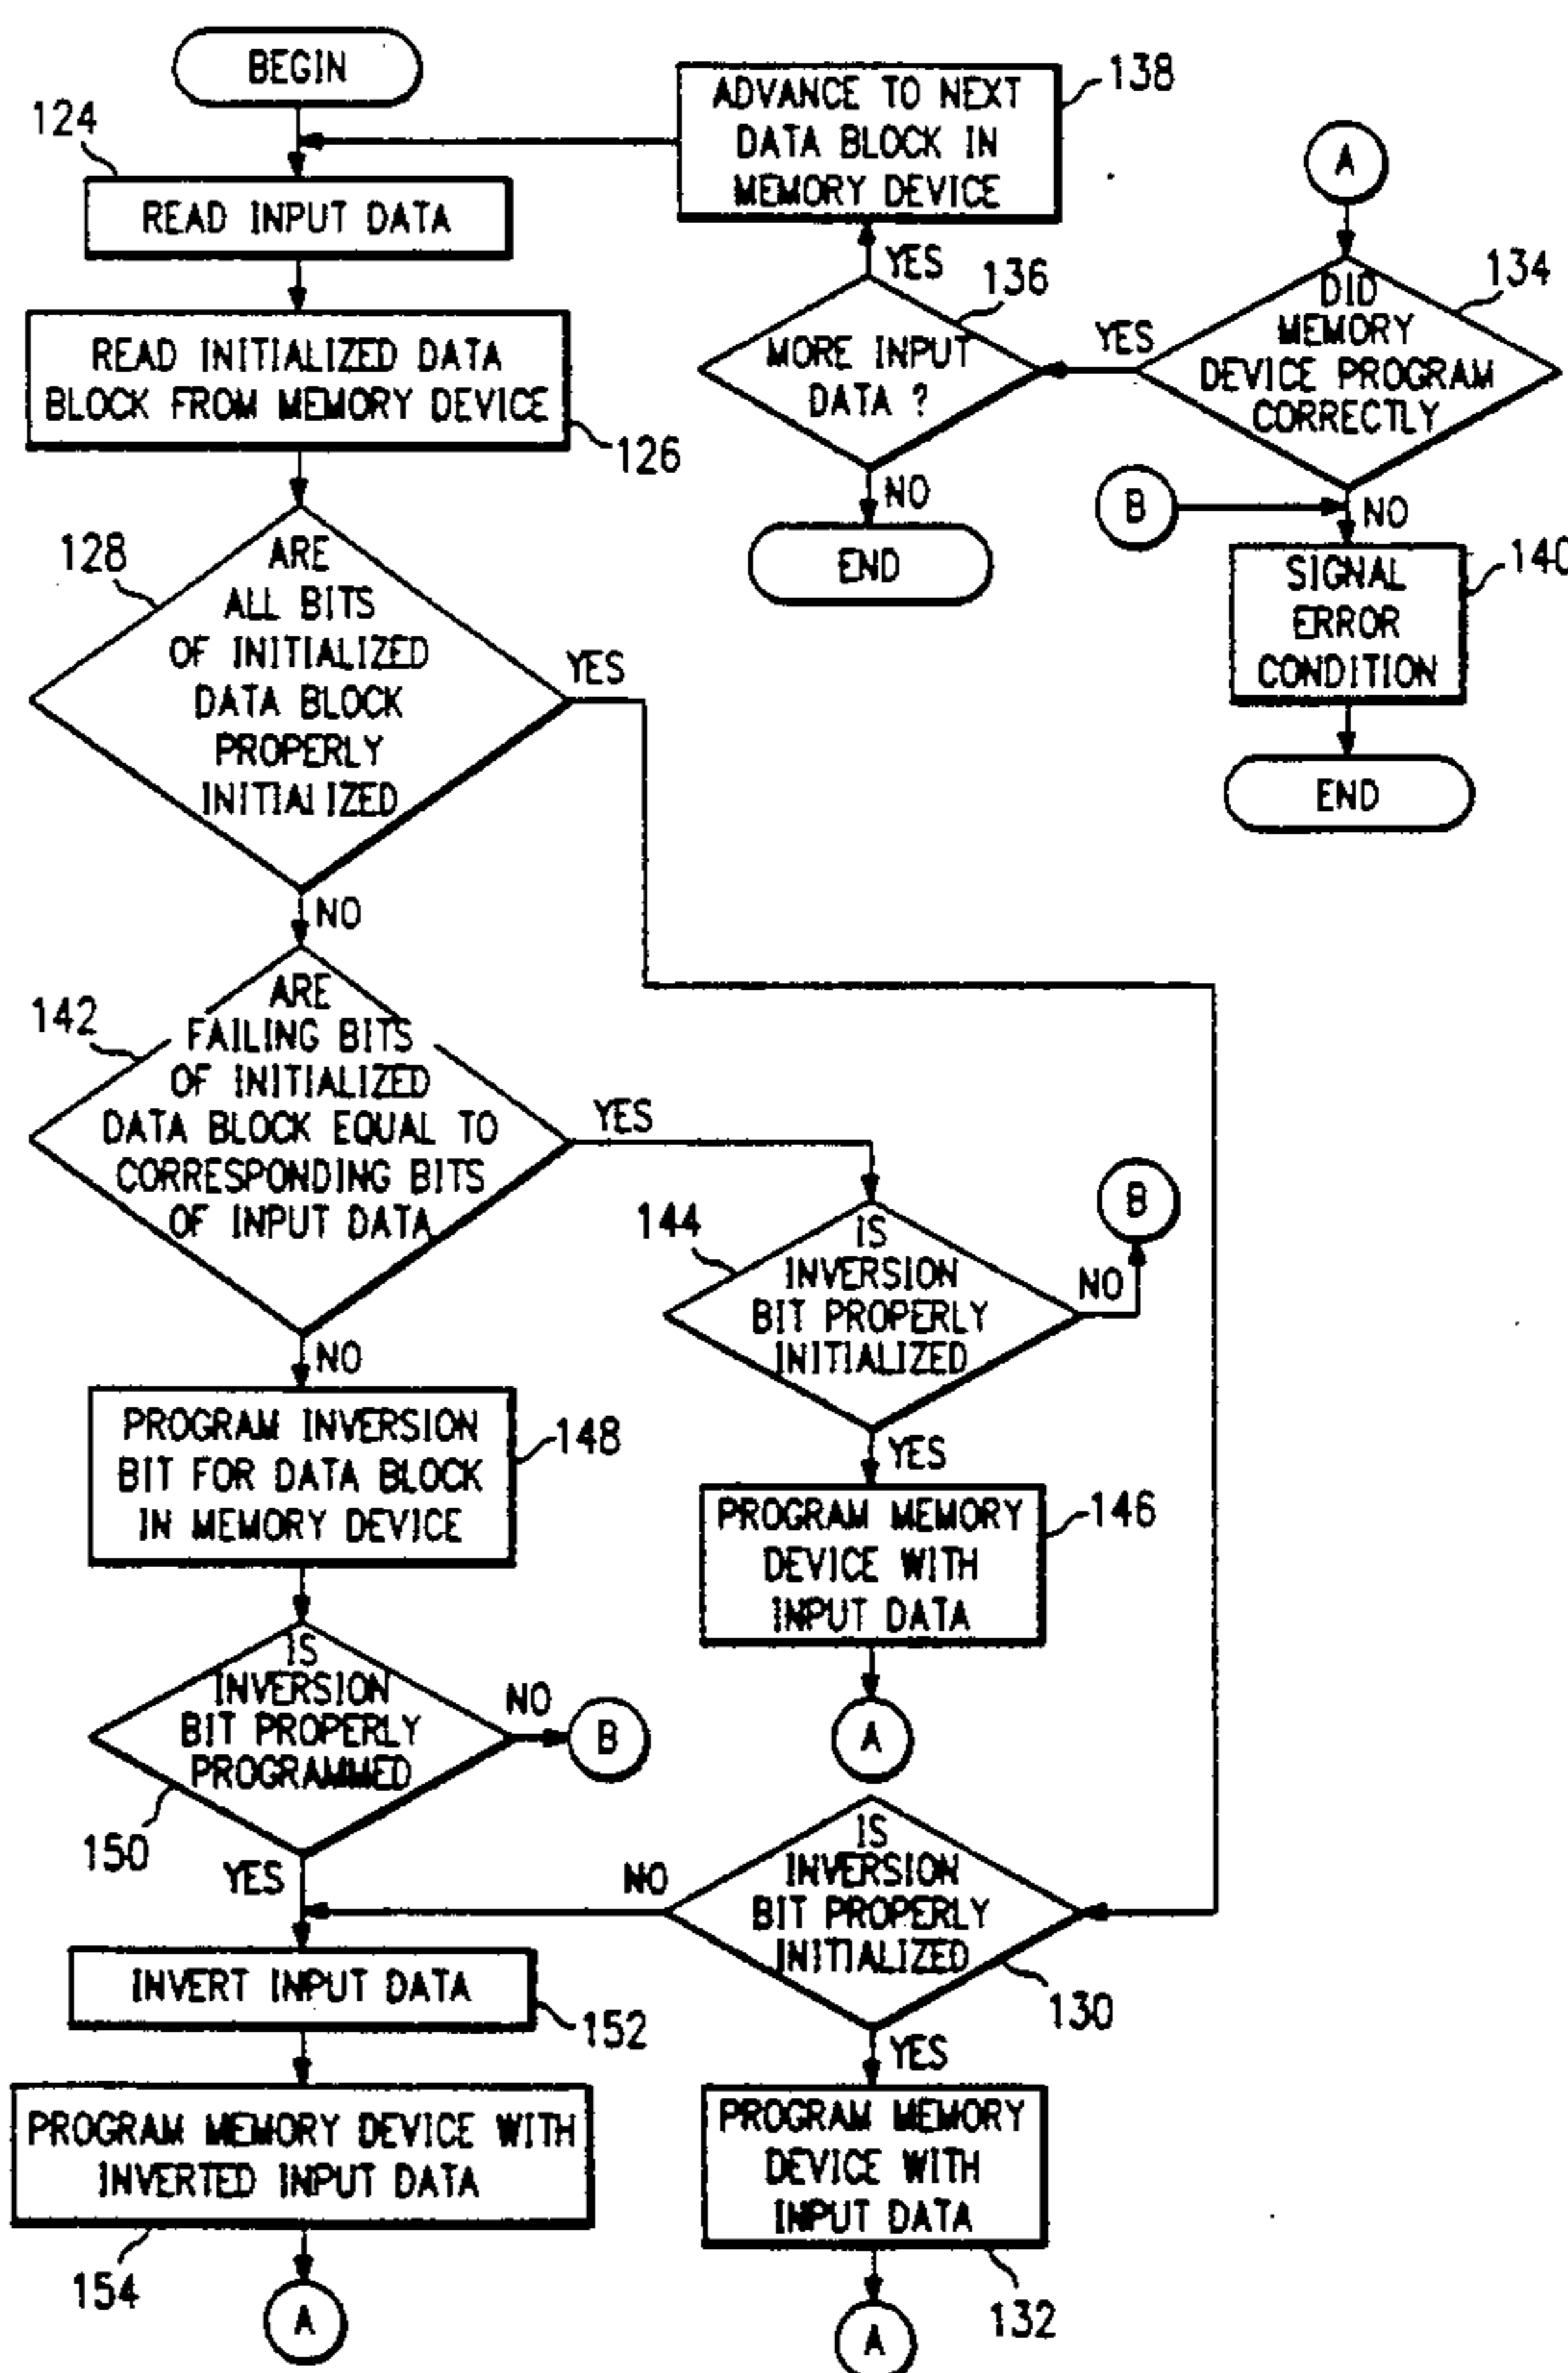 BEGIN
124
READ INPUT DATA
READ INITIALIZED DATA
BLOCK FROM MEMORY DEVICE
126
128
ARE
ALL BITS
OF INITIALIZED
DATA BLOCK
PROPERLY
INITIALIZED
YES
NO
ADVANCE TO NEXT
DATA BLOCK IN
MEMORY DEVICE
138
YES
136
MORE INPUT
DATA ?
NO
END
A
134
DID
MEMORY
DEVICE PROGRAM
CORRECTLY
YES
B
NO
SIGNAL
ERROR
CONDITION
140
END
142
ARE
FAILING BITS
OF INITIALIZED
DATA BLOCK EQUAL TO
CORRESPONDING BITS
OF INPUT DATA
YES
NO
144
IS
INVERSION
BIT PROPERLY
INITIALIZED
NO
B
YES
PROGRAM MEMORY
DEVICE WITH
INPUT DATA
146
A
PROGRAM INVERSION
BIT FOR DATA BLOCK
IN MEMORY DEVICE
148
IS
INVERSION
BIT PROPERLY
PROGRAMMED
NO
B
150
YES
IS
INVERSION
BIT PROPERLY
INITIALIZED
NO
130
YES
INVERT INPUT DATA
152
PROGRAM MEMORY DEVICE WITH
INVERTED INPUT DATA
154
A
PROGRAM MEMORY
DEVICE WITH
INPUT DATA
132
A